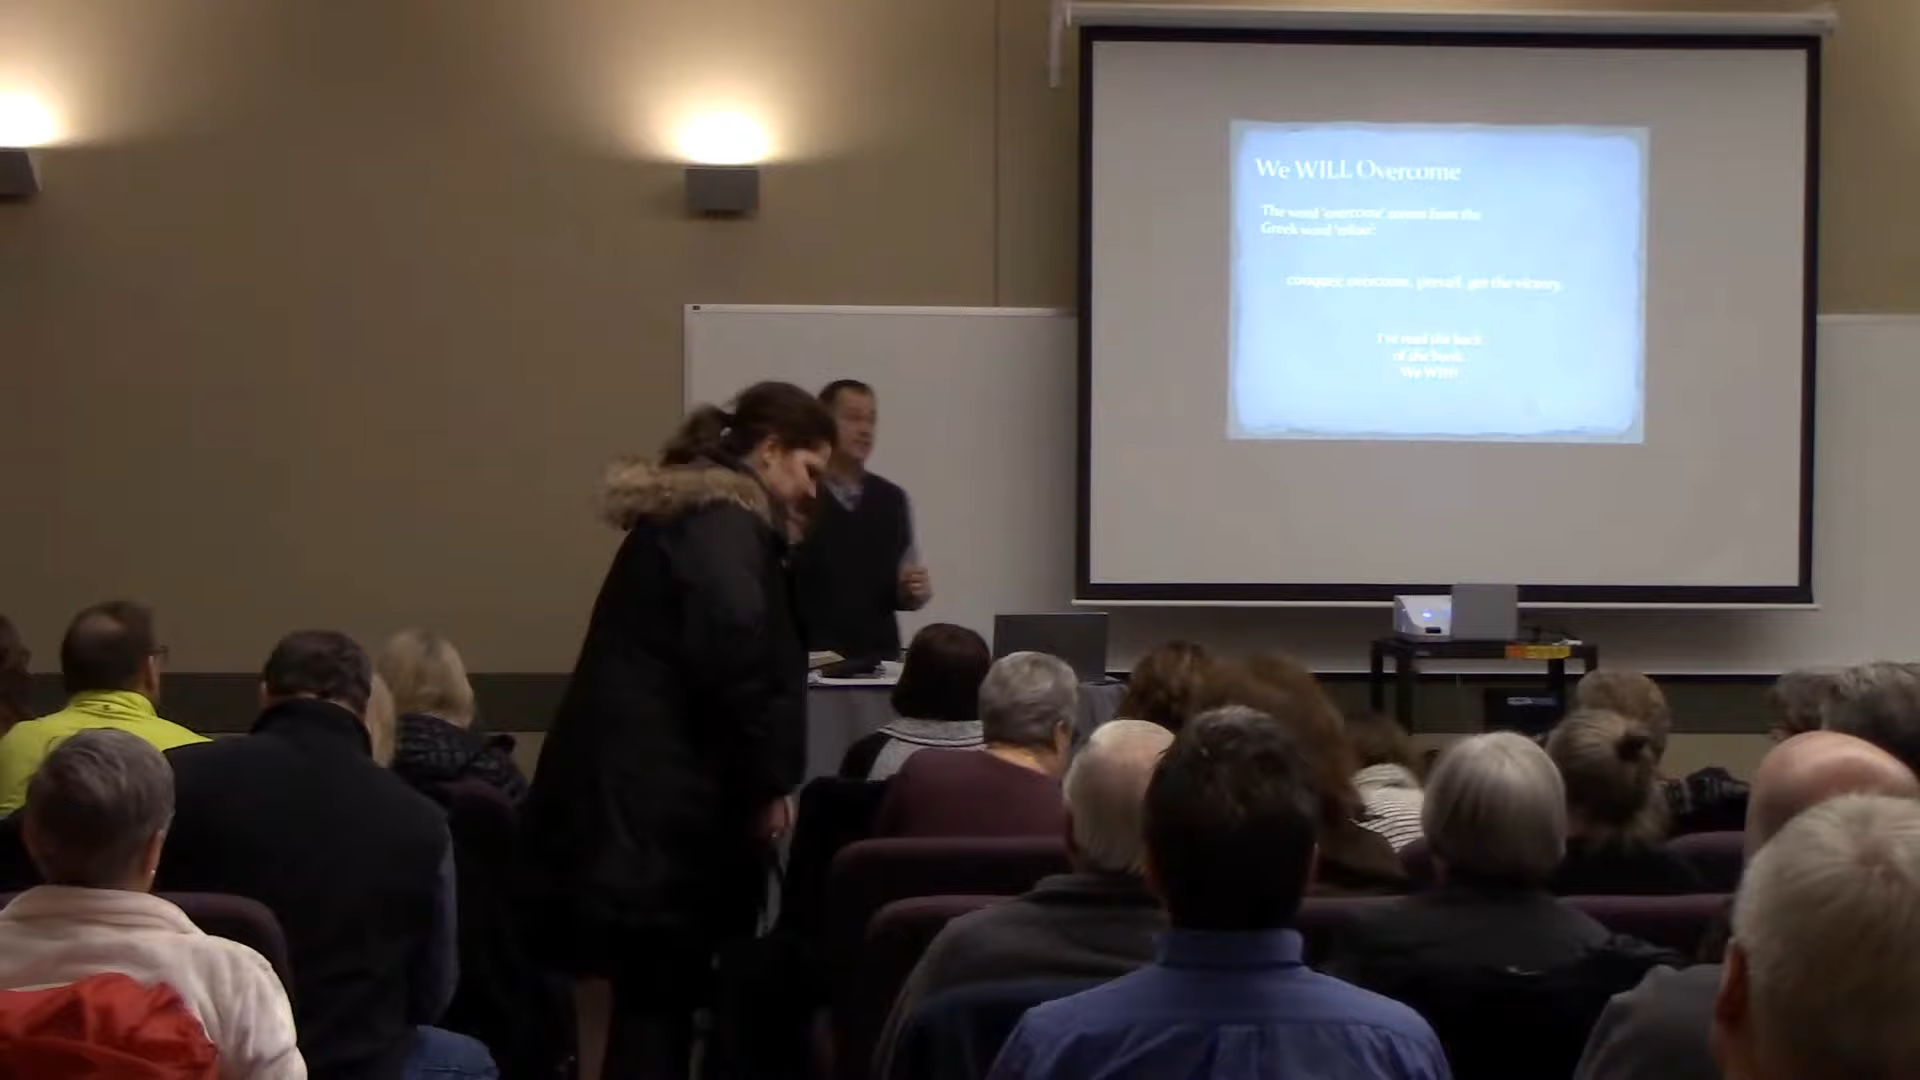 We WILL Overcome
The word 'overcome' comes from the
Greek word 'nikao':
conquer, overcome, prevail, get the victory.
I've read the back
of the book.
We WIN!